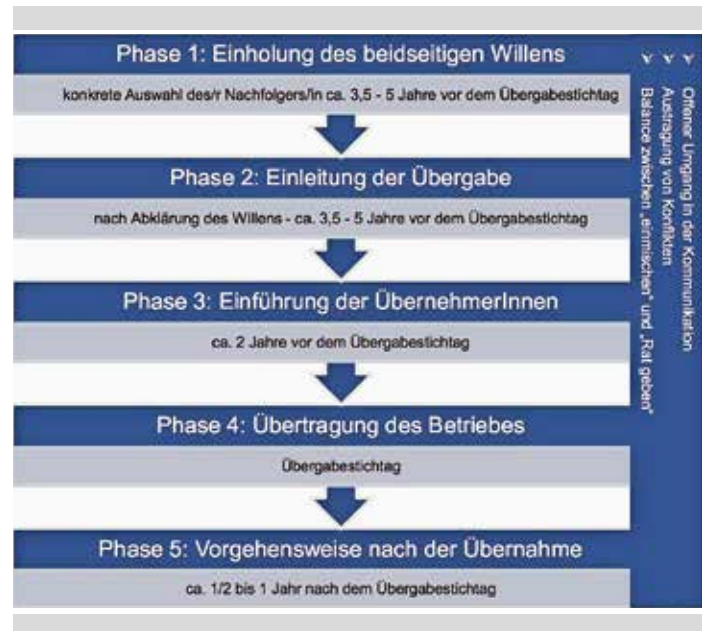 Phase 1: Einholung des beidseitigen Willens
konkrete Auswahl des/r Nachfolgers/in ca. 3,5 - 5 Jahre vor dem Übergabestichtag
Phase 2: Einleitung der Übergabe
nach Abklärung des Willens - ca. 3,5 - 5 Jahre vor dem Übergabestichtag
Phase 3: Einführung der ÜbernehmerInnen
ca. 2 Jahre vor dem Übergabestichtag
Phase 4: Übertragung des Betriebes
Übergabestichtag
Phase 5: Vorgehensweise nach der Übernahme
ca. 1/2 bis 1 Jahr nach dem Übergabestichtag
Offener Umgang in der Kommunikation
Austragung von Konflikten
Balance zwischen „einmischen“ und „Rat geben“